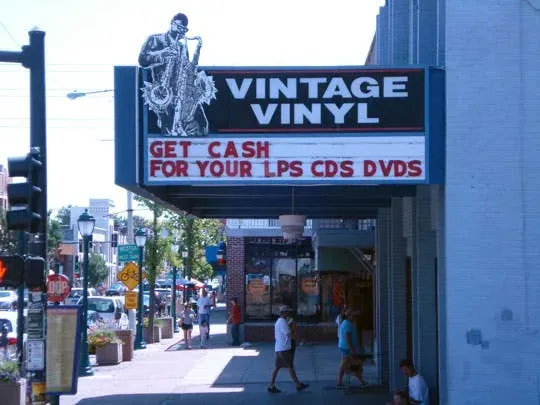 VINTAGE
VINYL
GET CASH
FOR YOUR LPS CDS DVDS